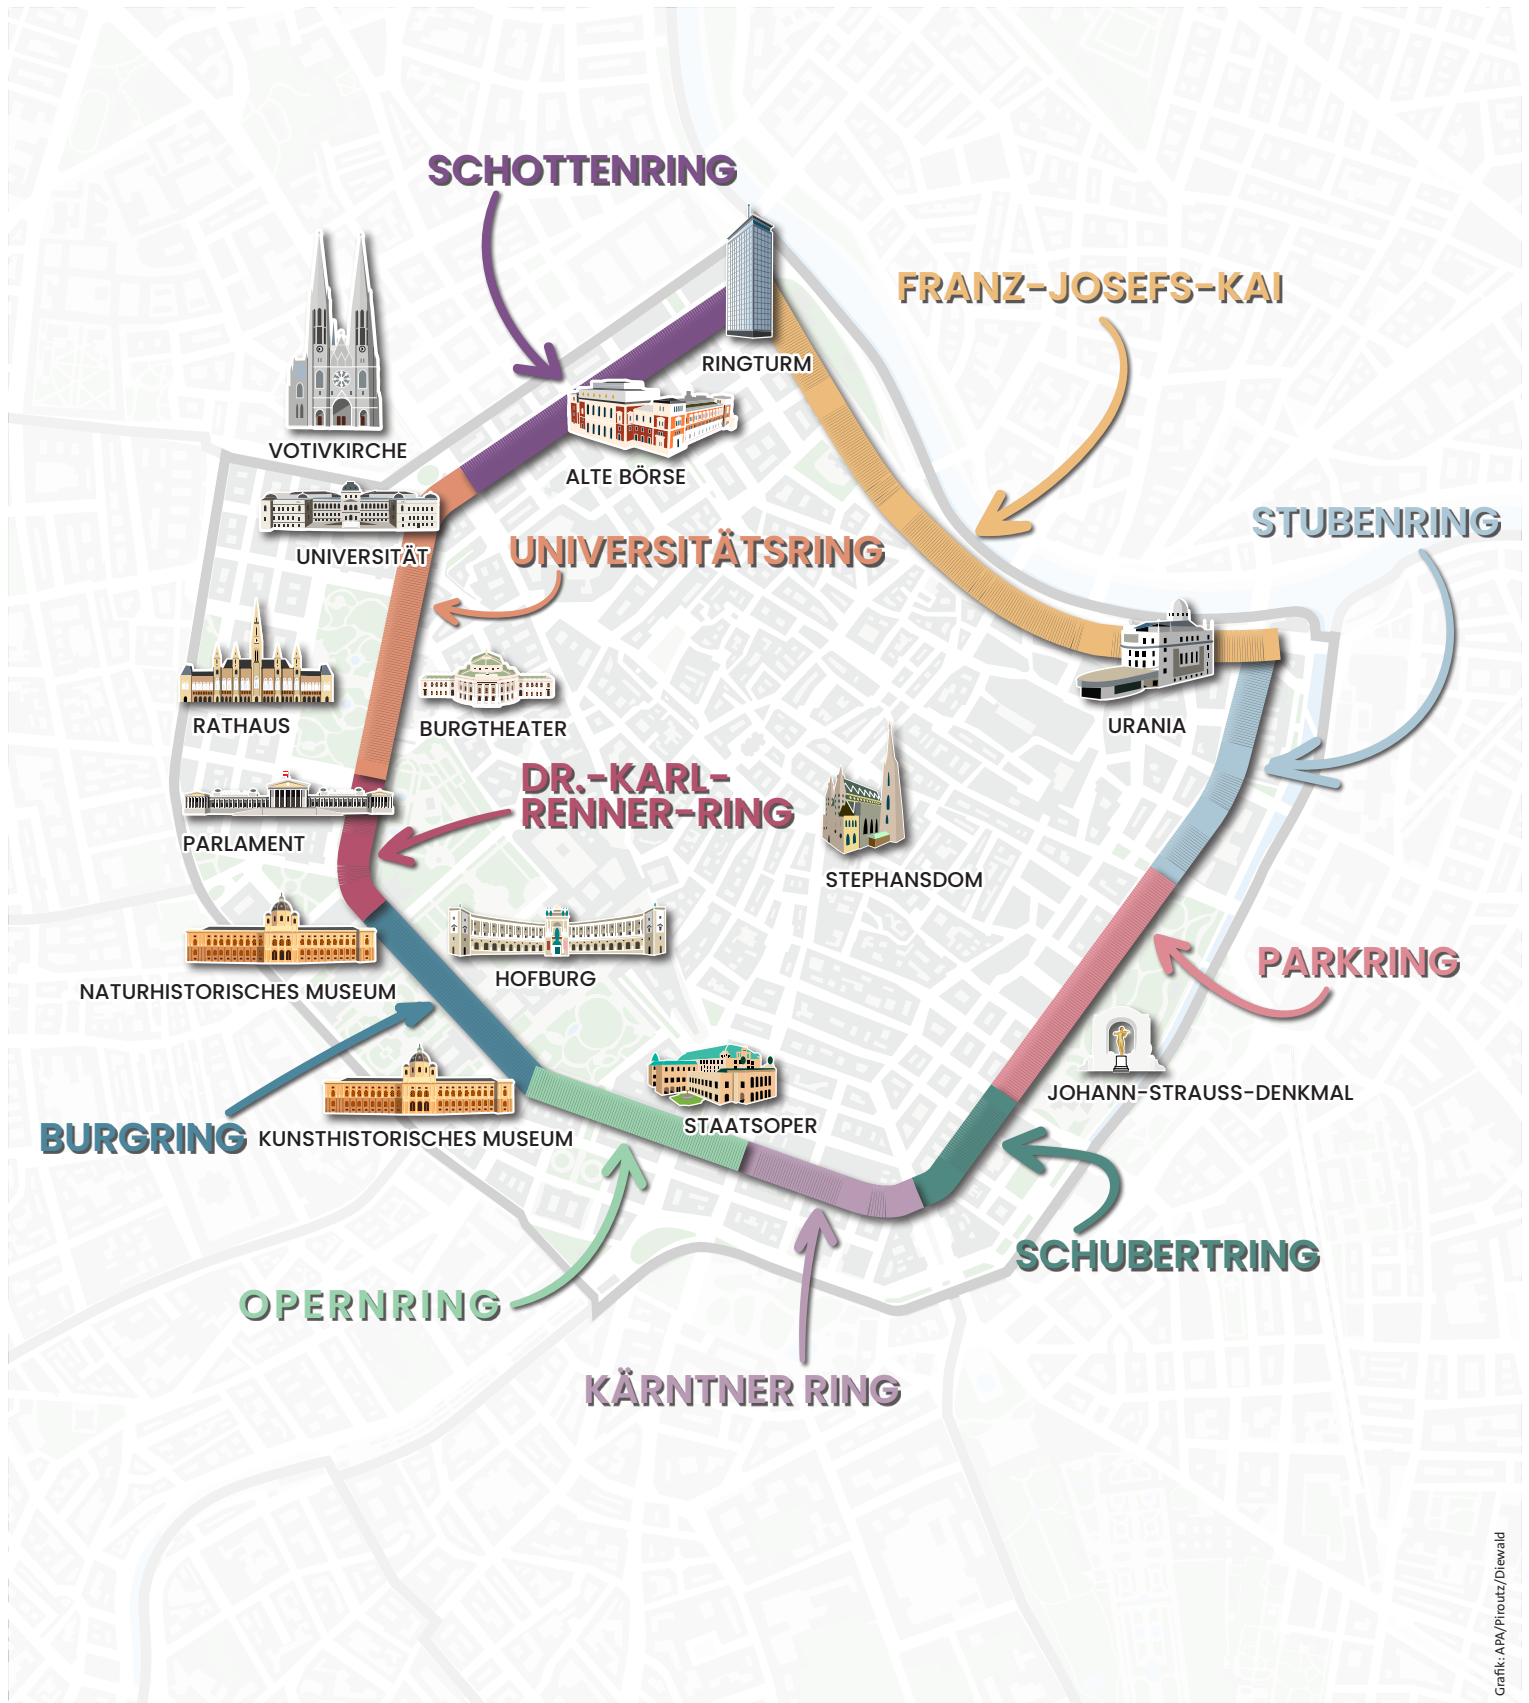 SCHOTTENRING
FRANZ-JOSEFS-KAI
RINGTURM
VOTIVKIRCHE
ALTE BÖRSE
STUBENRING
UNIVERSITÄT
UNIVERSITÄTSRING
RATHAUS
BURGTHEATER
URANIA
DR.-KARL-
RENNER-RING
PARLAMENT
STEPHANSDOM
PARKRING
HOFBURG
NATURHISTORISCHES MUSEUM
JOHANN-STRAUSS-DENKMAL
STAATSOPER
BURGRING
KUNSTHISTORISCHES MUSEUM
SCHUBERTRING
OPERNRING
KÄRNTNER RING
Grafik: APA/Piroutz/Diewald